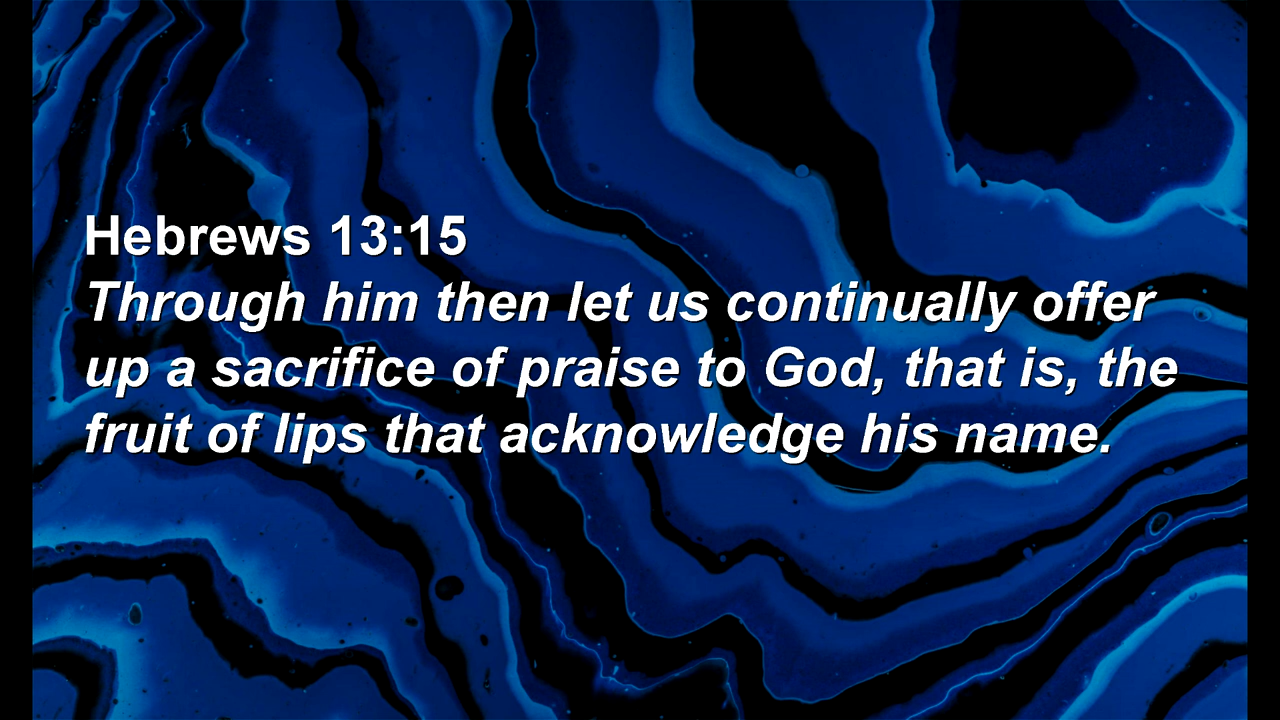 Hebrews 13:15
Through him then let us continually offer
up a sacrifice of praise to God, that is, the
fruit of lips that acknowledge his name.